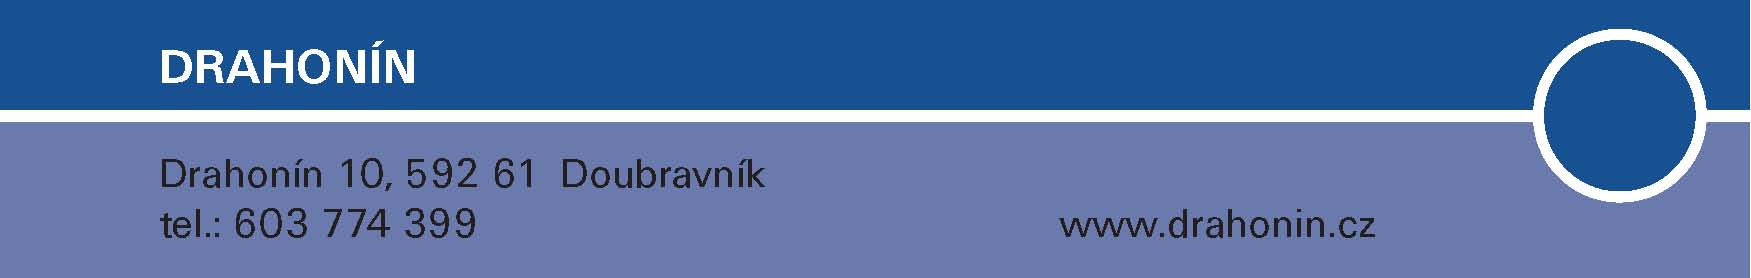 DRAHONÍN
Drahonín 10, 592 61 Doubravník
tel.: 603 774 399
www.drahonin.cz